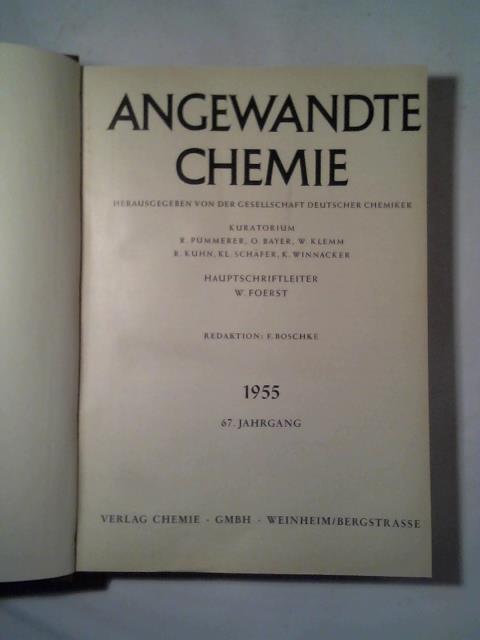 ANGEWANDTE
CHEMIE
HERAUSGEGEBEN VON DER GESELLSCHAFT DEUTSCHER CHEMIKER
KURATORIUM
R. PUMMERER, O. BAYER, W. KLEMM
R. KUHN, KL. SCHÄFER, K. WINNACKER
HAUPTSCHRIFTLEITER
W. FOERST
REDAKTION: F. BOSCHKE
1955
67. JAHRGANG
VERLAG CHEMIE · GMBH · WEINHEIM/BERGSTRASSE